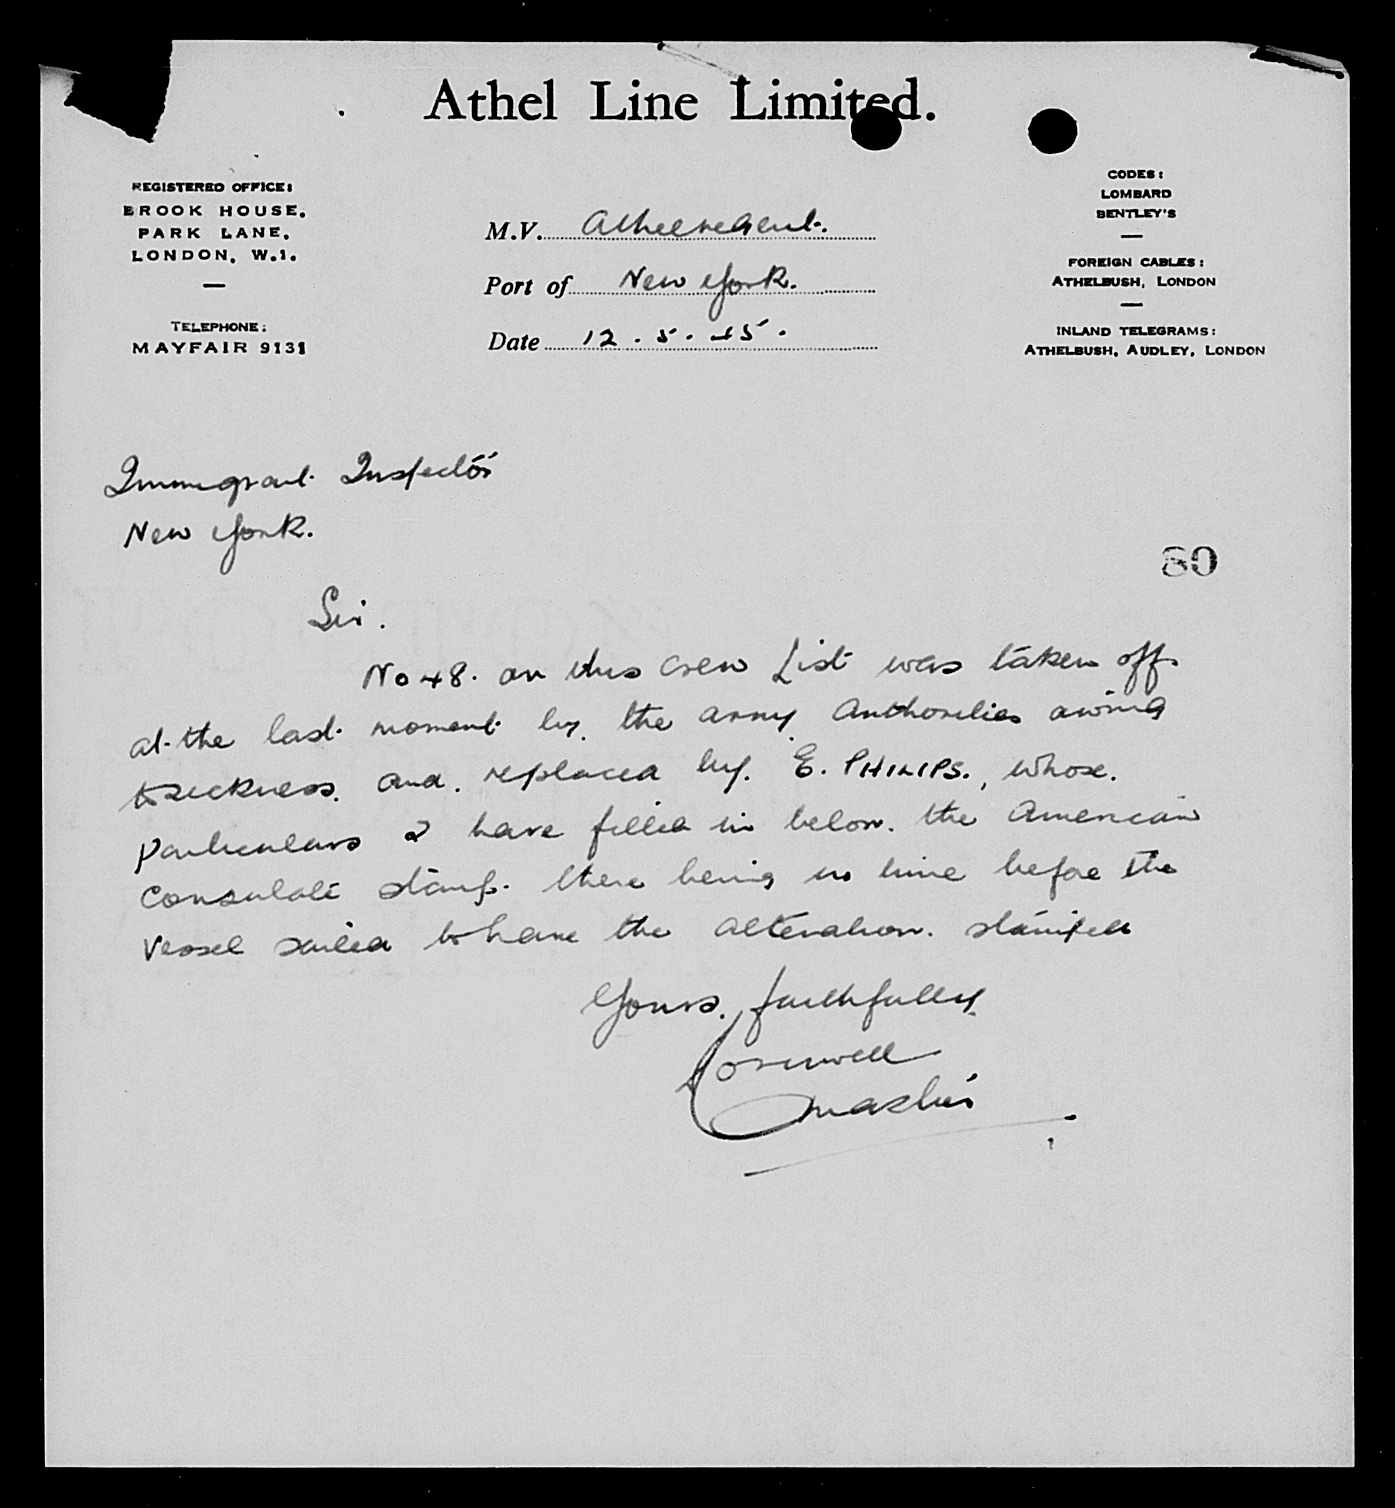 Athel Line Limited.
REGISTERED OFFICE:
BROOK HOUSE,
PARK LANE,
LONDON, W.1.
TELEPHONE:
MAYFAIR 9131
M.V. Athelregent.
Port of New York.
Date 12.5.45.
CODES:
LOMBARD
BENTLEY'S
FOREIGN CABLES:
ATHELBUSH, LONDON
INLAND TELEGRAMS:
ATHELBUSH, AUDLEY, LONDON
Immigrant Inspector
New York.
80
Sir.
No 48. on this Crew List was taken off
at the last moment by the army Authorities owing
to sickness. and replaced by. E. PHILIPS., whose.
particulars I have filled in below. the American
Consulate stamp. there being no time before the
Vessel sailed to have the alteration. stamped
Yours, faithfully.
Cornwell
Master